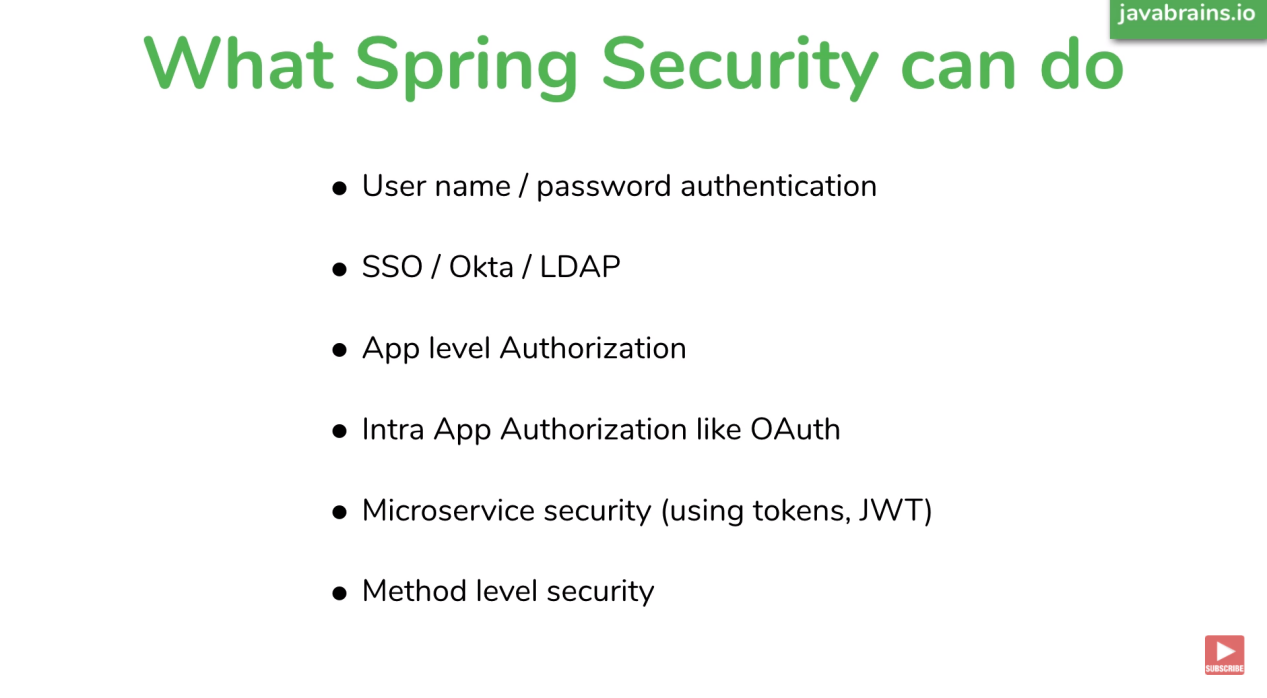 javabrains.io
What Spring Security can do
● User name / password authentication
● SSO / Okta / LDAP
● App level Authorization
● Intra App Authorization like OAuth
● Microservice security (using tokens, JWT)
● Method level security
SUBSCRIBE